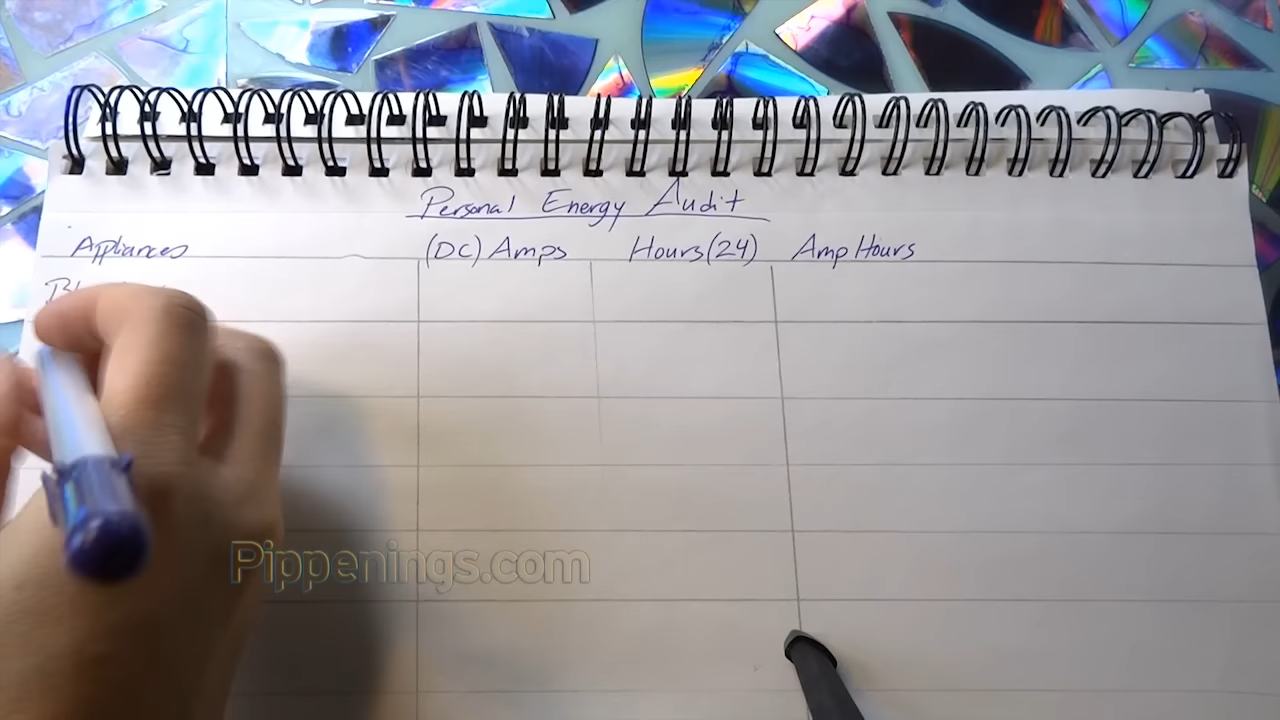 Personal Energy Audit
Appliances (DC) Amps Hours(24) Amp Hours
Pippenings.com